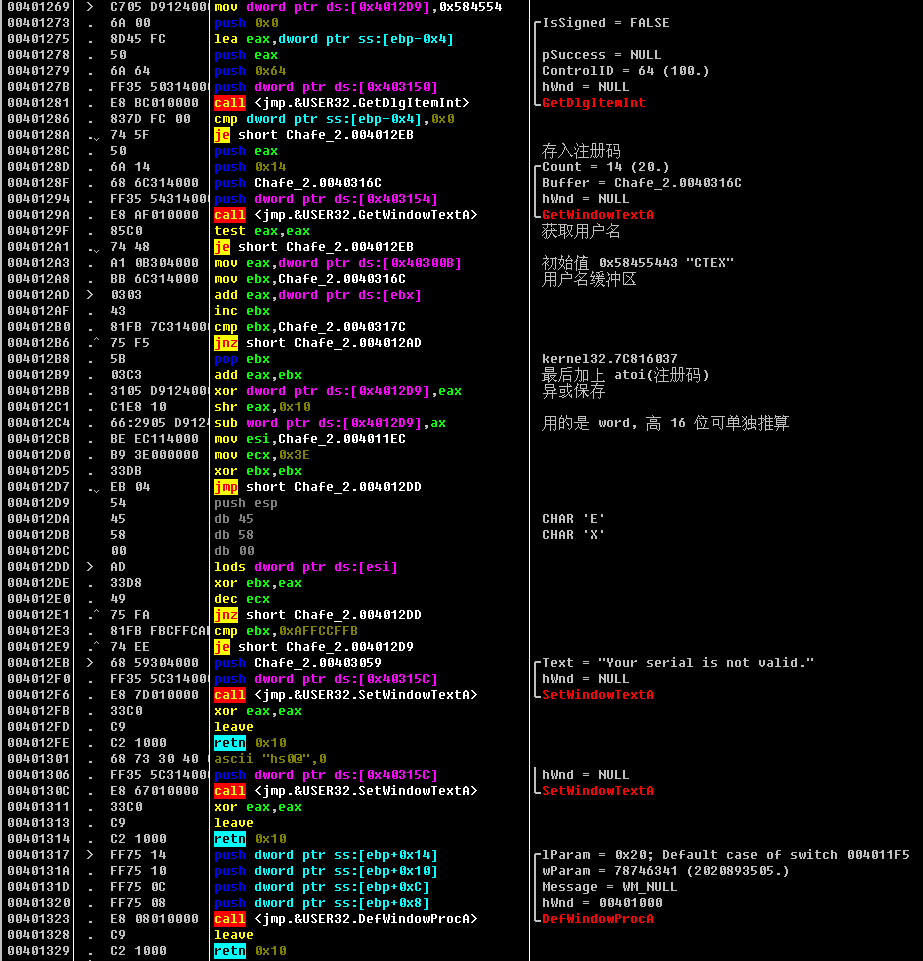 00401269 > C705 D9124000 mov dword ptr ds:[0x4012D9],0x584554
00401273 . 6A 00 push 0x0 IsSigned = FALSE
00401275 . 8D45 FC lea eax,dword ptr ss:[ebp-0x4]
00401278 . 50 push eax pSuccess = NULL
00401279 . 6A 64 push 0x64 ControlID = 64 (100.)
0040127B . FF35 50314000 push dword ptr ds:[0x403150] hWnd = NULL
00401281 . E8 BC010000 call <jmp.&USER32.GetDlgItemInt> GetDlgItemInt
00401286 . 837D FC 00 cmp dword ptr ss:[ebp-0x4],0x0
0040128A . 74 5F je short Chafe_2.004012EB
0040128C . 50 push eax 存入注册码
0040128D . 6A 14 push 0x14 Count = 14 (20.)
0040128F . 68 6C314000 push Chafe_2.0040316C Buffer = Chafe_2.0040316C
00401294 . FF35 54314000 push dword ptr ds:[0x403154] hWnd = NULL
0040129A . E8 AF010000 call <jmp.&USER32.GetWindowTextA> GetWindowTextA
0040129F . 85C0 test eax,eax 获取用户名
004012A1 . 74 48 je short Chafe_2.004012EB
004012A3 . A1 0B304000 mov eax,dword ptr ds:[0x40300B] 初始值 0x58455443 "CTEX"
004012A8 . BB 6C314000 mov ebx,Chafe_2.0040316C 用户名缓冲区
004012AD > 0303 add eax,dword ptr ds:[ebx]
004012AF . 43 inc ebx
004012B0 . 81FB 7C314000 cmp ebx,Chafe_2.0040317C
004012B6 .^ 75 F5 jnz short Chafe_2.004012AD
004012B8 . 5B pop ebx kernel32.7C816037
004012B9 . 03C3 add eax,ebx 最后加上 atoi(注册码)
004012BB . 3105 D9124000 xor dword ptr ds:[0x4012D9],eax 异或保存
004012C1 . C1E8 10 shr eax,0x10
004012C4 . 66:2905 D9124 sub word ptr ds:[0x4012D9],ax 用的是 word, 高 16 位可单独推算
004012CB . BE EC114000 mov esi,Chafe_2.004011EC
004012D0 . B9 3E000000 mov ecx,0x3E
004012D5 . 33DB xor ebx,ebx
004012D7 . EB 04 jmp short Chafe_2.004012DD
004012D9 54 push esp
004012DA 45 db 45 CHAR 'E'
004012DB 58 db 58 CHAR 'X'
004012DC 00 db 00
004012DD > AD lods dword ptr ds:[esi]
004012DE . 33D8 xor ebx,eax
004012E0 . 49 dec ecx
004012E1 .^ 75 FA jnz short Chafe_2.004012DD
004012E3 . 81FB FBCFFCAF cmp ebx,0xAFFCCFFB
004012E9 .^ 74 EE je short Chafe_2.004012D9
004012EB > 68 59304000 push Chafe_2.00403059 Text = "Your serial is not valid."
004012F0 . FF35 5C314000 push dword ptr ds:[0x40315C] hWnd = NULL
004012F6 . E8 7D010000 call <jmp.&USER32.SetWindowTextA> SetWindowTextA
004012FB . 33C0 xor eax,eax
004012FD . C9 leave
004012FE . C2 1000 retn 0x10
00401301 . 68 73 30 40 ascii "hs0@",0
00401306 . FF35 5C314000 push dword ptr ds:[0x40315C] hWnd = NULL
0040130C . E8 67010000 call <jmp.&USER32.SetWindowTextA> SetWindowTextA
00401311 . 33C0 xor eax,eax
00401313 . C9 leave
00401314 . C2 1000 retn 0x10
00401317 > FF75 14 push dword ptr ss:[ebp+0x14] lParam = 0x20; Default case of switch 004011F5
0040131A . FF75 10 push dword ptr ss:[ebp+0x10] wParam = 78746341 (2020893505.)
0040131D . FF75 0C push dword ptr ss:[ebp+0xC] Message = WM_NULL
00401320 . FF75 08 push dword ptr ss:[ebp+0x8] hWnd = 00401000
00401323 . E8 08010000 call <jmp.&USER32.DefWindowProcA> DefWindowProcA
00401328 . C9 leave
00401329 . C2 1000 retn 0x10